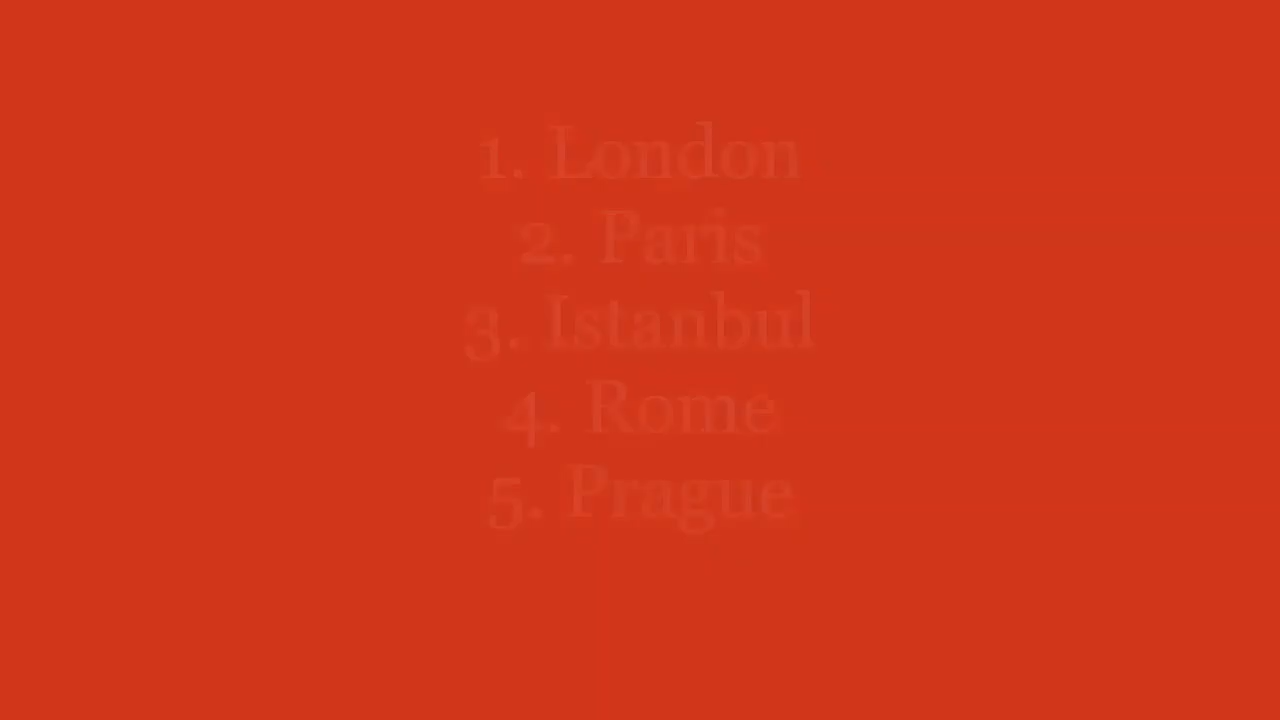 1. London
2. Paris
3. Istanbul
4. Rome
5. Prague